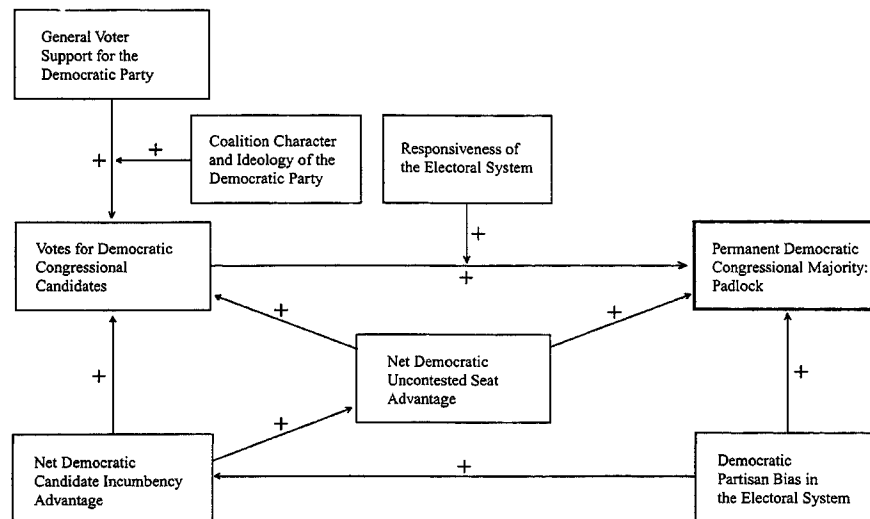 General Voter
Support for the
Democratic Party
+
+
Coalition Character
and Ideology of the
Democratic Party
Responsiveness of
the Electoral System
+
Votes for Democratic
Congressional
Candidates
+
Permanent Democratic
Congressional Majority:
Padlock
+
+
+
Net Democratic
Uncontested Seat
Advantage
+
+
Net Democratic
Candidate Incumbency
Advantage
+
Democratic
Partisan Bias in
the Electoral System